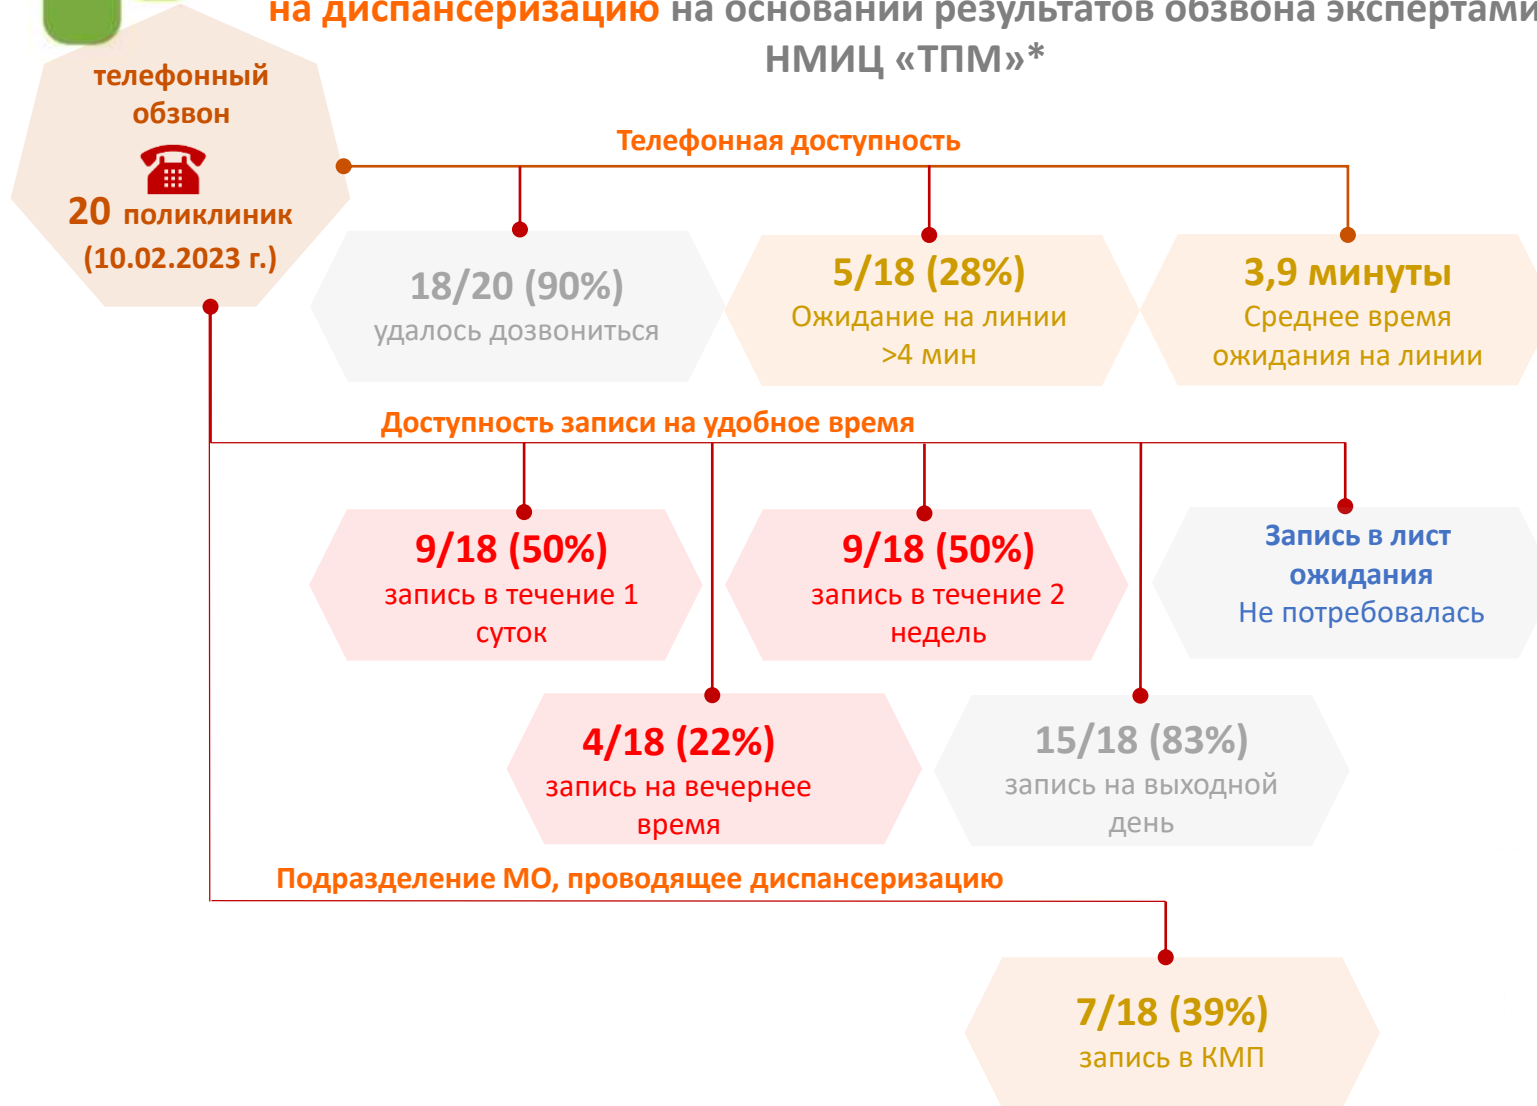 на диспансеризацию на основании результатов обзвона экспертами
НМИЦ «ТПМ»*
телефонный
обзвон
20 поликлиник
(10.02.2023 г.)
Телефонная доступность
18/20 (90%)
удалось дозвониться
5/18 (28%)
Ожидание на линии
>4 мин
3,9 минуты
Среднее время
ожидания на линии
Доступность записи на удобное время
9/18 (50%)
запись в течение 1
суток
9/18 (50%)
запись в течение 2
недель
Запись в лист
ожидания
Не потребовалась
4/18 (22%)
запись на вечернее
время
15/18 (83%)
запись на выходной
день
Подразделение МО, проводящее диспансеризацию
7/18 (39%)
запись в КМП